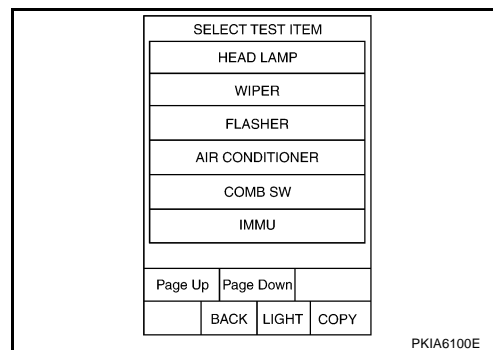 SELECT TEST ITEM
HEAD LAMP
WIPER
FLASHER
AIR CONDITIONER
COMB SW
IMMU
Page Up Page Down
BACK LIGHT COPY
PKIA6100E